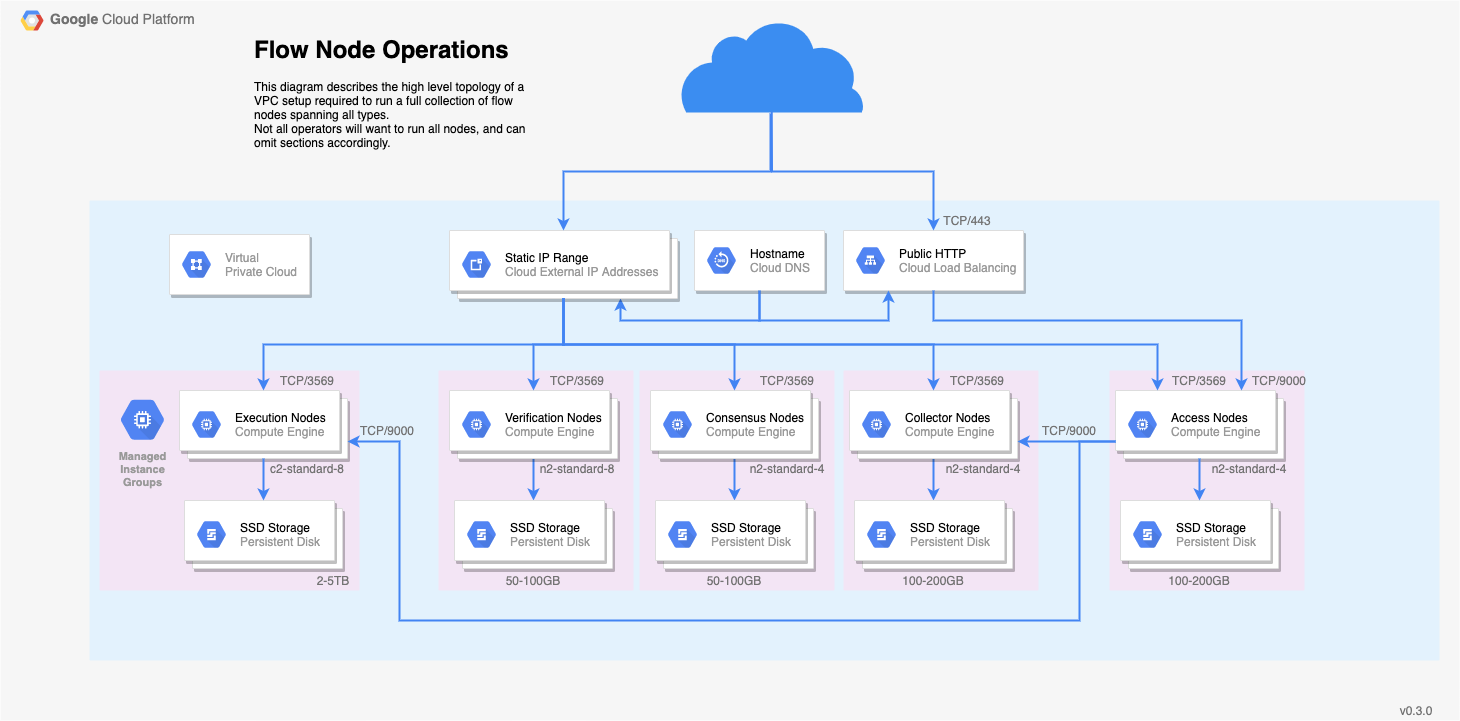 Google Cloud Platform
Flow Node Operations
This diagram describes the high level topology of a
VPC setup required to run a full collection of flow
nodes spanning all types.
Not all operators will want to run all nodes, and can
omit sections accordingly.
TCP/443
Virtual
Private Cloud
Static IP Range
Cloud External IP Addresses
Hostname
Cloud DNS
Public HTTP
Cloud Load Balancing
TCP/3569
TCP/3569
TCP/3569
TCP/3569
TCP/3569
TCP/9000
Managed
Instance
Groups
Execution Nodes
Compute Engine
TCP/9000
c2-standard-8
Verification Nodes
Compute Engine
n2-standard-8
Consensus Nodes
Compute Engine
n2-standard-4
Collector Nodes
Compute Engine
TCP/9000
n2-standard-4
Access Nodes
Compute Engine
n2-standard-4
SSD Storage
Persistent Disk
2-5TB
SSD Storage
Persistent Disk
50-100GB
SSD Storage
Persistent Disk
50-100GB
SSD Storage
Persistent Disk
100-200GB
SSD Storage
Persistent Disk
100-200GB
v0.3.0